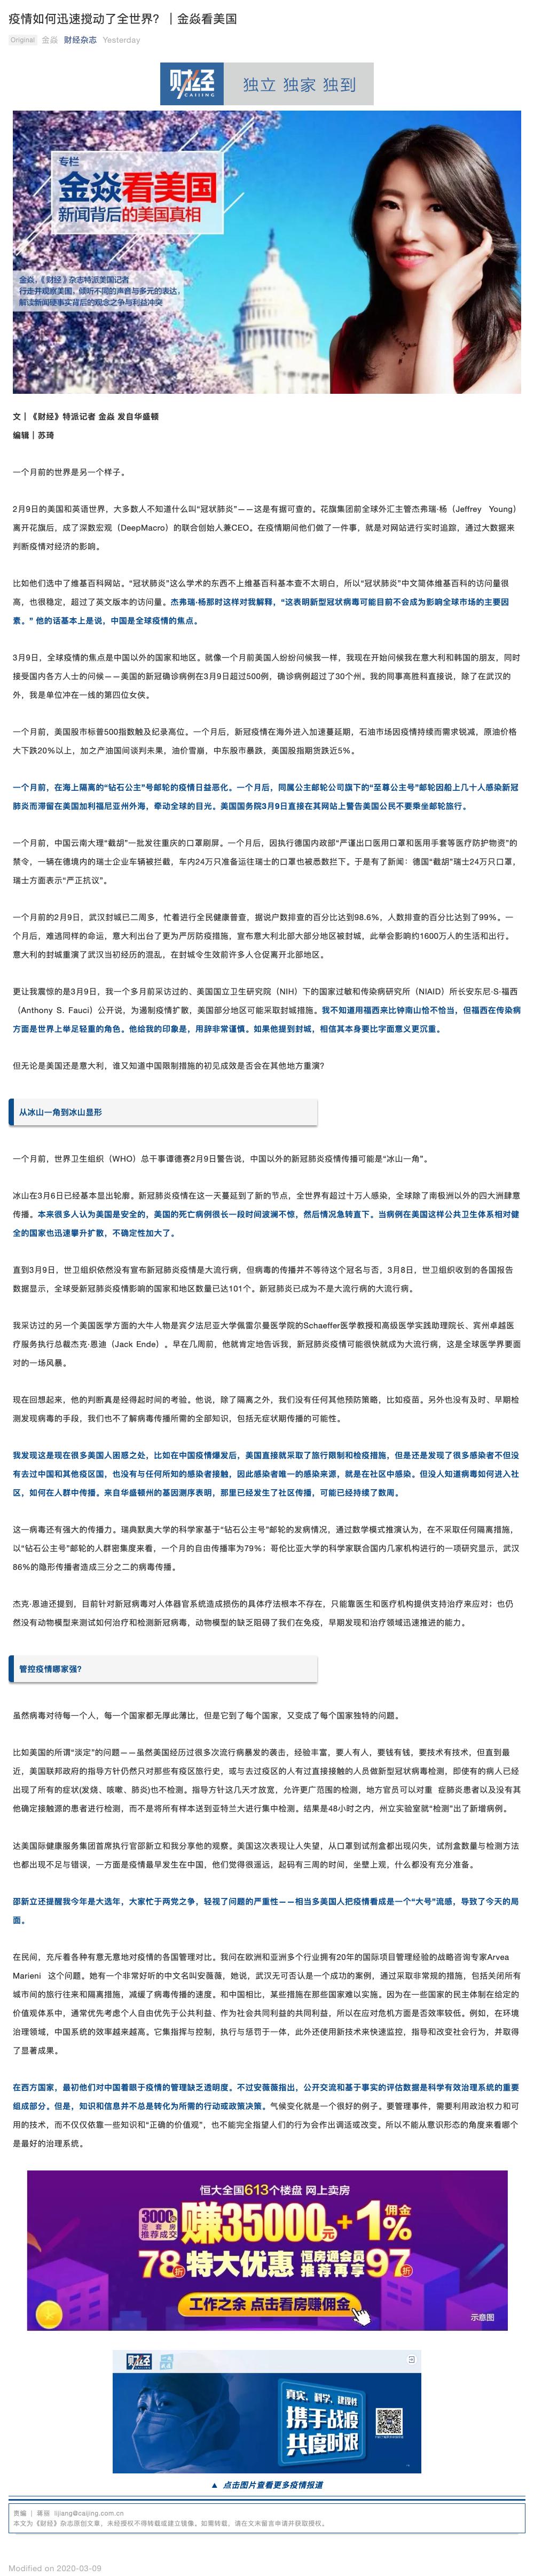 疫情如何迅速搅动了全世界？｜金焱看美国
Original 金焱 财经杂志 Yesterday
财经
CAIJING
独立 独家 独到
专栏
金焱看美国
新闻背后的美国真相
金焱，《财经》杂志特派美国记者
行走并观察美国，倾听不同的声音与多元的表达，
解读新闻硬事实背后的观念之争与利益冲突
文｜《财经》特派记者 金焱 发自华盛顿
编辑｜苏琦
一个月前的世界是另一个样子。
2月9日的美国和英语世界，大多数人不知道什么叫“冠状肺炎”——这是有据可查的。花旗集团前全球外汇主管杰弗瑞·杨（Jeffrey Young）
离开花旗后，成了深数宏观（DeepMacro）的联合创始人兼CEO。在疫情期间他们做了一件事，就是对网站进行实时追踪，通过大数据来
判断疫情对经济的影响。
比如他们选中了维基百科网站。“冠状肺炎”这么学术的东西不上维基百科基本查不太明白，所以“冠状肺炎”中文简体维基百科的访问量很
高，也很稳定，超过了英文版本的访问量。杰弗瑞·杨那时这样对我解释，“这表明新型冠状病毒可能目前不会成为影响全球市场的主要因
素。” 他的话基本上是说，中国是全球疫情的焦点。
3月9日，全球疫情的焦点是中国以外的国家和地区。就像一个月前美国人纷纷问候我一样，我现在开始问候我在意大利和韩国的朋友，同时
接受国内各方人士的问候——美国的新冠确诊病例在3月9日超过500例，确诊病例超过了30个州。我的同事高胜科直接说，除了在武汉的
外，我是单位冲在一线的第四位女侠。
一个月前，美国股市标普500指数触及纪录高位。一个月后，新冠疫情在海外进入加速蔓延期，石油市场因疫情持续而需求锐减，原油价格
大下跌20%以上，加之产油国间谈判未果，油价雪崩，中东股市暴跌，美国股指期货跌近5%。
一个月前，在海上隔离的“钻石公主”号邮轮的疫情日益恶化。一个月后，同属公主邮轮公司旗下的“至尊公主号”邮轮因船上几十人感染新冠
肺炎而滞留在美国加利福尼亚州外海，牵动全球的目光。美国国务院3月9日直接在其网站上警告美国公民不要乘坐邮轮旅行。
一个月前，中国云南大理“截胡”一批发往重庆的口罩刷屏。一个月后，因执行德国内政部“严谨出口医用口罩和医用手套等医疗防护物资”的
禁令，一辆在德境内的瑞士企业车辆被拦截，车内24万只准备运往瑞士的口罩也被悉数拦下。于是有了新闻：德国“截胡”瑞士24万只口罩，
瑞士方面表示“严正抗议”。
一个月前的2月9日，武汉封城已二周多，忙着进行全民健康普查，据说户数排查的百分比达到98.6%，人数排查的百分比达到了99%。一
个月后，难逃同样的命运，意大利出台了更为严厉防疫措施，宣布意大利北部大部分地区被封城，此举会影响约1600万人的生活和出行。
意大利的封城重演了武汉当初经历的混乱，在封城令生效前许多人仓促离开北部地区。
更让我震惊的是3月9日，我一个多月前采访过的、美国国立卫生研究院（NIH）下的国家过敏和传染病研究所（NIAID）所长安东尼·S·福西
（Anthony S. Fauci）公开说，为遏制疫情扩散，美国部分地区可能采取封城措施。我不知道用福西来比钟南山恰不恰当，但福西在传染病
方面是世界上举足轻重的角色。他给我的印象是，用辞非常谨慎。如果他提到封城，相信其本身要比字面意义更沉重。
但无论是美国还是意大利，谁又知道中国限制措施的初见成效是否会在其他地方重演？
从冰山一角到冰山显形
一个月前，世界卫生组织（WHO）总干事谭德赛2月9日警告说，中国以外的新冠肺炎疫情传播可能是“冰山一角”。
冰山在3月6日已经基本显出轮廓。新冠肺炎疫情在这一天蔓延到了新的节点，全世界有超过十万人感染，全球除了南极洲以外的四大洲肆意
传播。本来很多人认为美国是安全的，美国的死亡病例很长一段时间波澜不惊，然后情况急转直下。当病例在美国这样公共卫生体系相对健
全的国家也迅速攀升扩散，不确定性加大了。
直到3月9日，世卫组织依然没有宣布新冠肺炎疫情是大流行病，但病毒的传播并不等待这个冠名与否，3月8日，世卫组织收到的各国报告
数据显示，全球受新冠肺炎疫情影响的国家和地区数量已达101个。新冠肺炎已成为不是大流行病的大流行病。
我采访过的另一个美国医学方面的大牛人物是宾夕法尼亚大学佩雷尔曼医学院的Schaeffer医学教授和高级医学实践助理院长、宾州卓越医
疗服务执行总裁杰克·恩迪（Jack Ende）。早在几周前，他就肯定地告诉我，新冠肺炎疫情可能很快就成为大流行病，这是全球医学界要面
对的一场风暴。
现在回想起来，他的判断真是经得起时间的考验。他说，除了隔离之外，我们没有任何其他预防策略，比如疫苗。另外也没有及时、早期检
测发现病毒的手段，我们也不了解病毒传播所需的全部知识，包括无症状期传播的可能性。
我发现这是现在很多美国人困惑之处，比如在中国疫情爆发后，美国直接就采取了旅行限制和检疫措施，但是还是发现了很多感染者不但没
有去过中国和其他疫区国，也没有与任何所知的感染者接触，因此感染者唯一的感染来源，就是在社区中感染。但没人知道病毒如何进入社
区，如何在人群中传播。来自华盛顿州的基因测序表明，那里已经发生了社区传播，可能已经持续了数周。
这一病毒还有强大的传播力。瑞典默奥大学的科学家基于“钻石公主号”邮轮的发病情况，通过数学模式推演认为，在不采取任何隔离措施，
以“钻石公主号”邮轮的人群密集度来看，一个月的自由传播率为79%；哥伦比亚大学的科学家联合国内几家机构进行的一项研究显示，武汉
86%的隐形传播者造成三分之二的病毒传播。
杰克·恩迪还提到，目前针对新冠病毒对人体器官系统造成损伤的具体疗法根本不存在，只能靠医生和医疗机构提供支持治疗来应对；也仍
然没有动物模型来测试如何治疗和检测新冠病毒，动物模型的缺乏阻碍了我们在免疫，早期发现和治疗领域迅速推进的能力。
管控疫情哪家强？
虽然病毒对待每一个人，每一个国家都无厚此薄比，但是它到了每个国家，又变成了每个国家独特的问题。
比如美国的所谓“淡定”的问题——虽然美国经历过很多次流行病暴发的袭击，经验丰富，要人有人，要钱有钱，要技术有技术，但直到最
近，美国联邦政府的指导方针仍然只对那些有疫区旅行史，或与去过疫区的人有过直接接触的人员做新型冠状病毒检测，即使有的病人已经
出现了所有的症状(发烧、咳嗽、肺炎)也不检测。指导方针这几天才放宽，允许更广范围的检测，地方官员可以对重 症肺炎患者以及没有其
他确定接触源的患者进行检测，而不是将所有样本送到亚特兰大进行集中检测。结果是48小时之内，州立实验室就“检测”出了新增病例。
达美国际健康服务集团首席执行官邵新立和我分享他的观察。美国这次表现让人失望，从口罩到试剂盒都出现闪失，试剂盒数量与检测方法
也都出现不足与错误，一方面是疫情最早发生在中国，他们觉得很遥远，起码有三周的时间，坐壁上观，什么都没有充分准备。
邵新立还提醒我今年是大选年，大家忙于两党之争，轻视了问题的严重性——相当多美国人把疫情看成是一个“大号”流感，导致了今天的局
面。
在民间，充斥着各种有意无意地对疫情的各国管理对比。我问在欧洲和亚洲多个行业拥有20年的国际项目管理经验的战略咨询专家Arvea
Marieni 这个问题。她有一个非常好听的中文名叫安薇薇，她说，武汉无可否认是一个成功的案例，通过采取非常规的措施，包括关闭所有
城市间的旅行往来和隔离措施，减缓了病毒传播的速度。和中国相比，某些措施在那些国家难以实施。因为在一些国家的民主体制在给定的
价值观体系中，通常优先考虑个人自由优先于公共利益、作为社会共同利益的共同利益，所以在应对危机方面是否效率较低。例如，在环境
治理领域，中国系统的效率越来越高。它集指挥与控制，执行与惩罚于一体，此外还使用新技术来快速监控，指导和改变社会行为，并取得
了显著成果。
在西方国家，最初他们对中国着眼于疫情的管理缺乏透明度。不过安薇薇指出，公开交流和基于事实的评估数据是科学有效治理系统的重要
组成部分。但是，知识和信息并不总是转化为所需的行动或政策决策。气候变化就是一个很好的例子。要管理事件，需要利用政治权力和可
用的技术，而不仅仅依靠一些知识和“正确的价值观”，也不能完全指望人们的行为会作出调适或改变。所以不能从意识形态的角度来看哪个
是最好的治理系统。
恒大全国613个楼盘 网上卖房
3000元定套房 推荐成交 赚35000元+1%佣金
78折特大优惠 恒房通会员推荐再享97折
工作之余 点击看房赚佣金
示意图
财经
真实、科学、建设性
携手战疫
共度时艰
▲ 点击图片查看更多疫情报道
责编 | 蒋丽 lijiang@caijing.com.cn
本文为《财经》杂志原创文章，未经授权不得转载或建立镜像。如需转载，请在文末留言申请并获取授权。
Modified on 2020-03-09